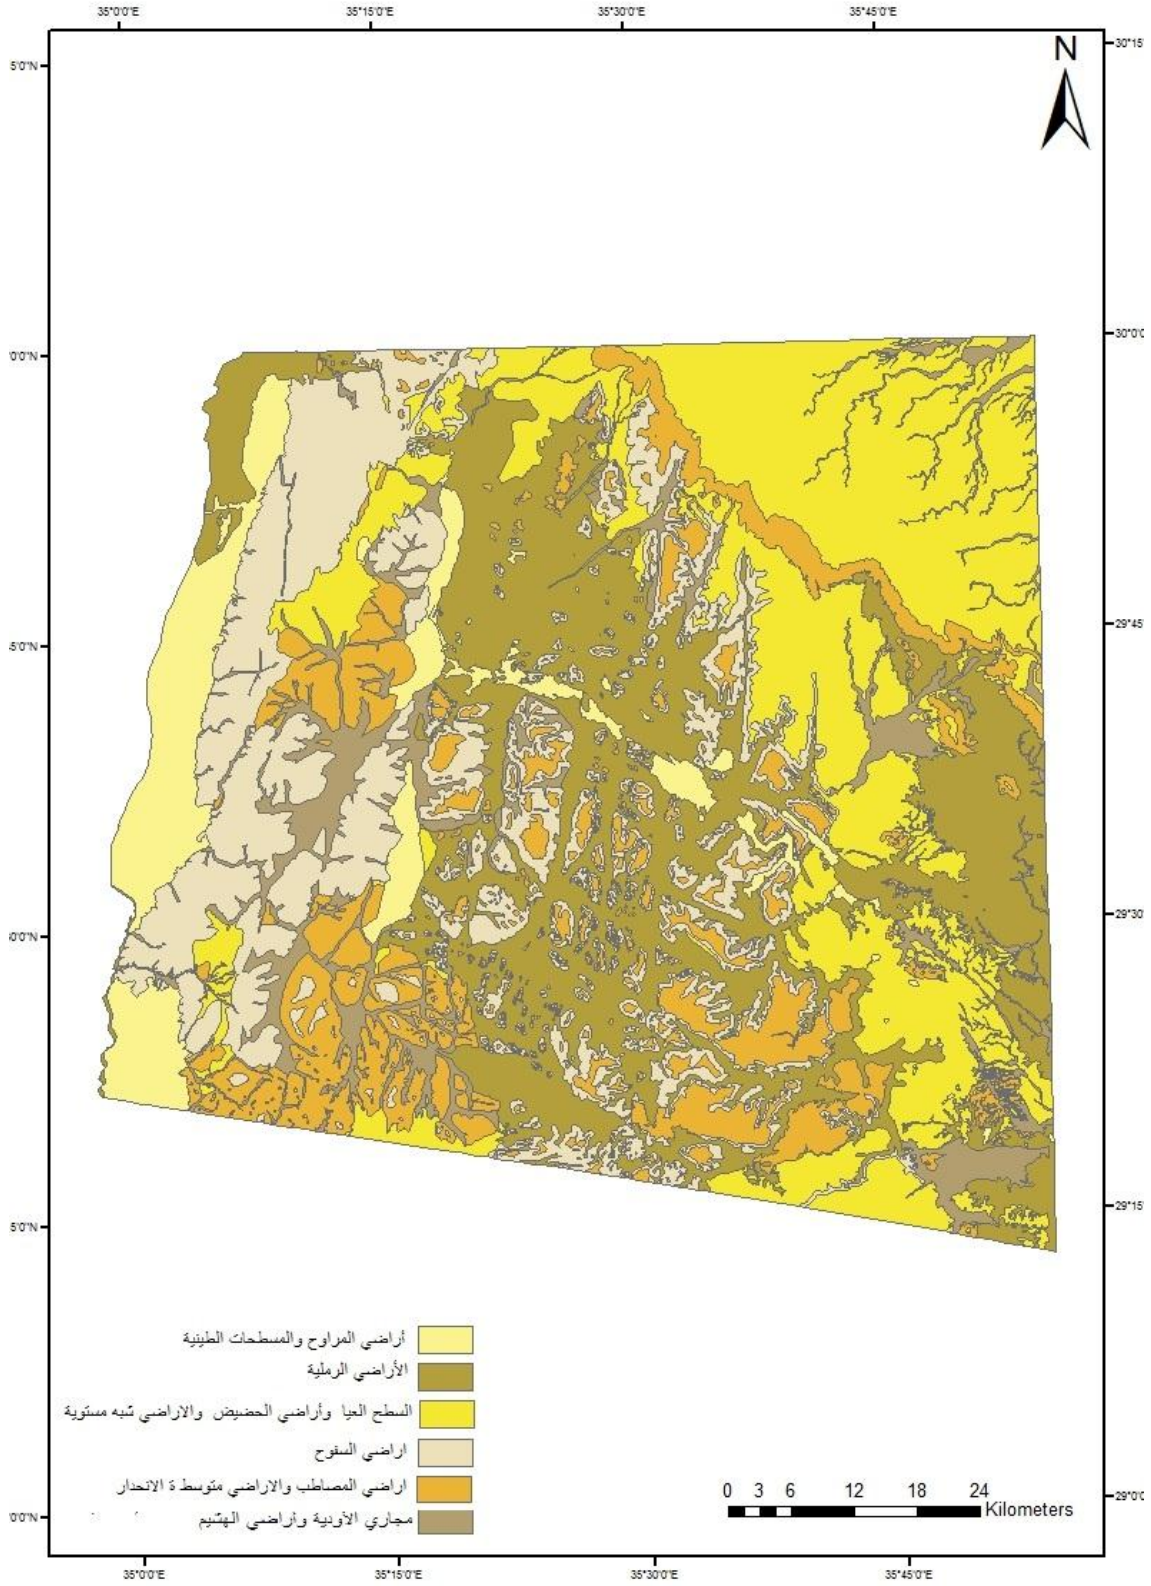 35°0'0"E 35°15'0"E 35°30'0"E 35°45'0"E
N
30°15
5'0"N
30°0'0
0'0"N
29°45
5'0"N
29°30
0'0"N
29°15
5'0"N
أراضي المراوح والمسطحات الطينية
الأراضي الرملية
السطح العيا وأراضي الحضيض والاراضي شبه مستوية
اراضي السفوح
اراضي المصاطب والاراضي متوسط ة الانحدار
مجاري الأودية وأراضي الهشيم
0 3 6 12 18 24
Kilometers
29°0'0
0'0"N
35°0'0"E 35°15'0"E 35°30'0"E 35°45'0"E